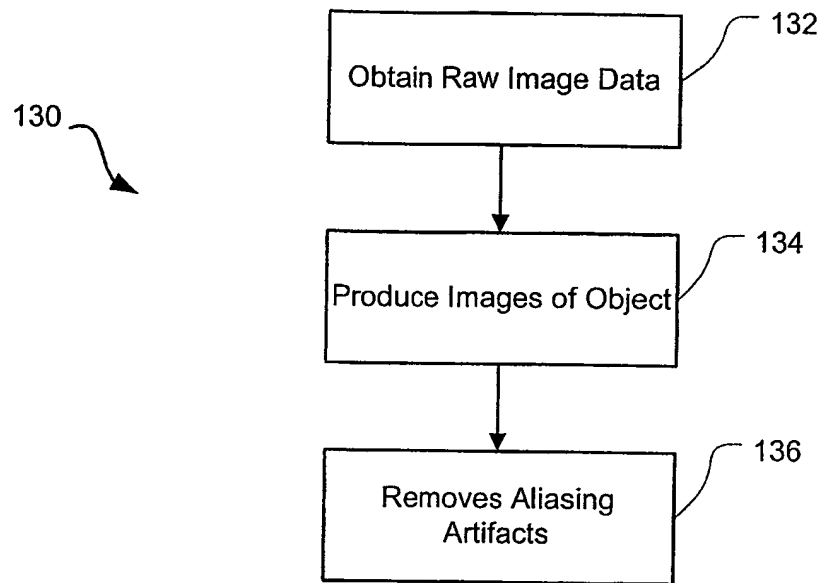 132
Obtain Raw Image Data
130
134
Produce Images of Object
136
Removes Aliasing
Artifacts